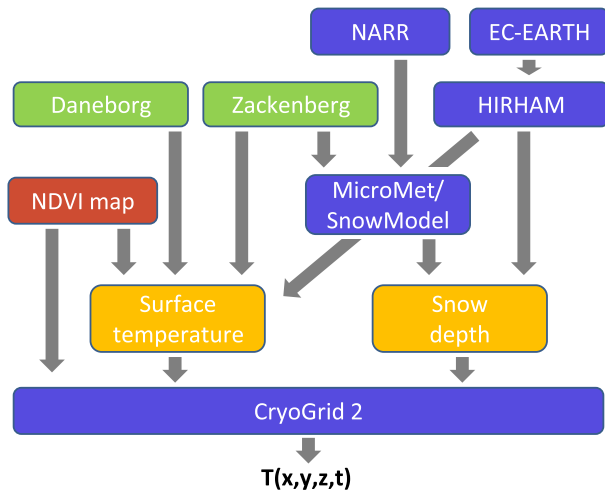 NARR
EC-EARTH
Daneborg
Zackenberg
HIRHAM
NDVI map
MicroMet/
SnowModel
Surface
temperature
Snow
depth
CryoGrid 2
T(x,y,z,t)